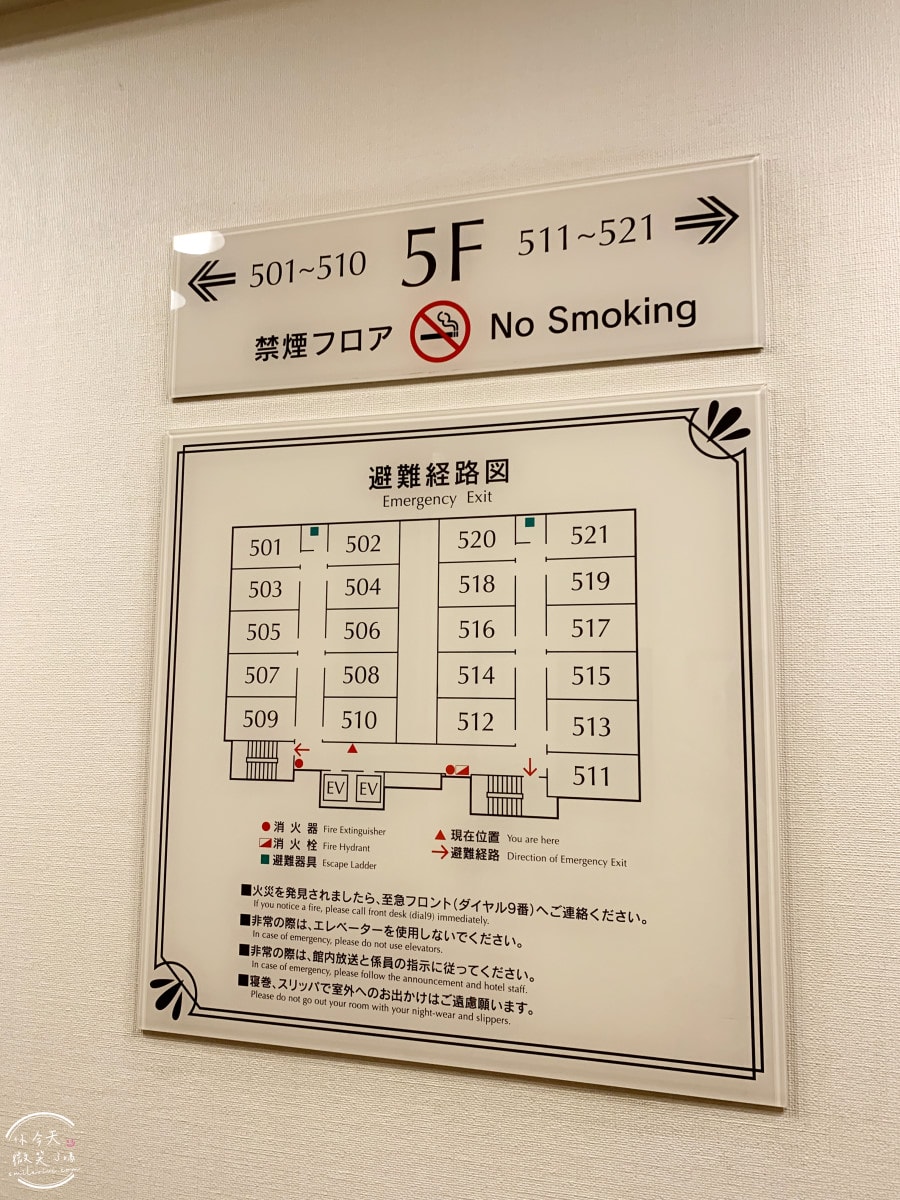 501~510 5F 511~521
禁煙フロア No Smoking
避難経路図
Emergency Exit
501 502 520 521
503 504 518 519
505 506 516 517
507 508 514 515
509 510 512 513
511
EV EV
消火器 Fire Extinguisher
消火栓 Fire Hydrant
避難器具 Escape Ladder
現在位置 You are here
避難経路 Direction of Emergency Exit
■火災を発見されましたら、至急フロント(ダイヤル9番)へご連絡ください。
If you notice a fire, please call front desk (dial9) immediately.
■非常の際は、エレベーターを使用しないでください。
In case of emergency, please do not use elevators.
■非常の際は、館内放送と係員の指示に従ってください。
In case of emergency, please follow the announcement and hotel staff.
■寝巻、スリッパで室外へのお出かけはご遠慮願います。
Please do not go out your room with your night-wear and slippers.
你今天
微笑了嗎